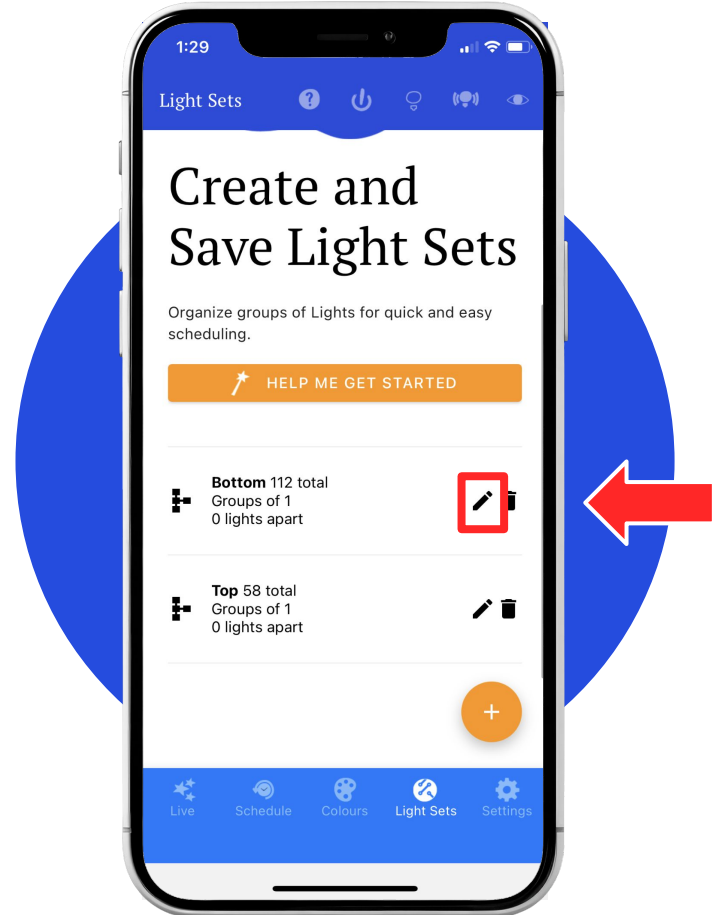 1:29
Light Sets
Create and
Save Light Sets
Organize groups of Lights for quick and easy
scheduling.
HELP ME GET STARTED
Bottom 112 total
Groups of 1
0 lights apart
Top 58 total
Groups of 1
0 lights apart
Live Schedule Colours Light Sets Settings